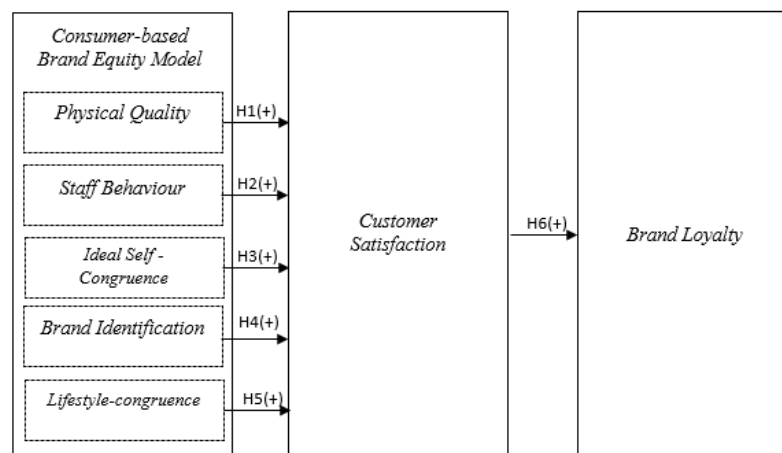 Consumer-based
Brand Equity Model
Physical Quality
H1(+)
Staff Behaviour
H2(+)
Ideal Self -
Congruence
H3(+)
Brand Identification
H4(+)
Lifestyle-congruence
H5(+)
Customer
Satisfaction
H6(+)
Brand Loyalty